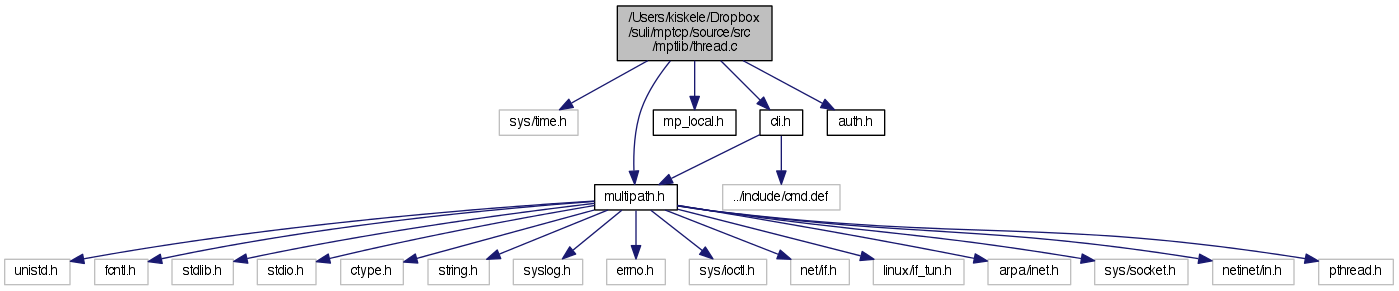 /Users/kiskele/Dropbox
/suli/mptcp/source/src
/mptlib/thread.c
sys/time.h
mp_local.h
cli.h
auth.h
multipath.h
../include/cmd.def
unistd.h
fcntl.h
stdlib.h
stdio.h
ctype.h
string.h
syslog.h
errno.h
sys/ioctl.h
net/if.h
linux/if_tun.h
arpa/inet.h
sys/socket.h
netinet/in.h
pthread.h